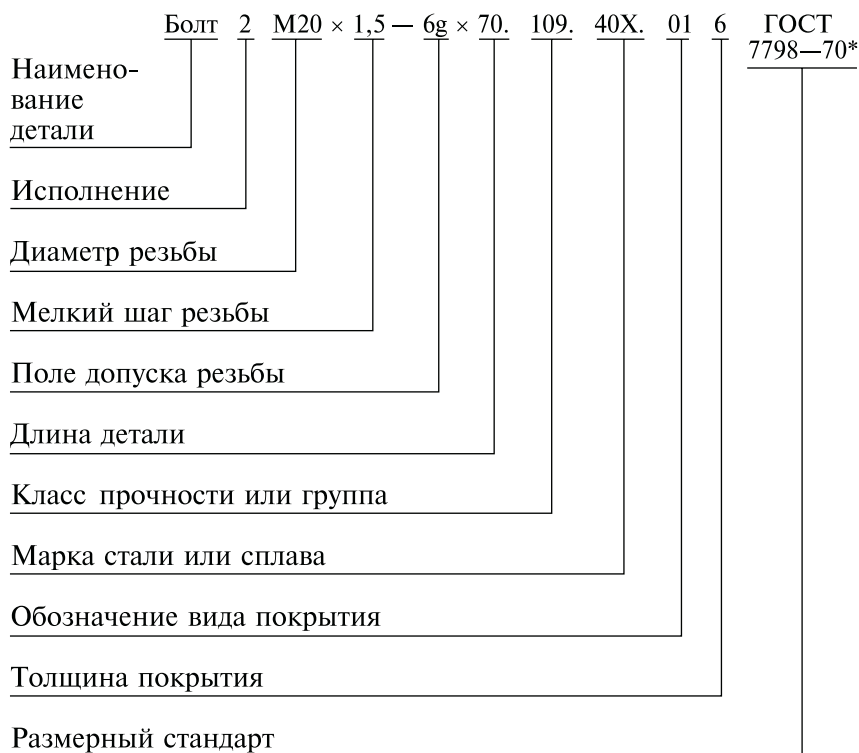 Болт 2 М20 × 1,5 — 6g × 70. 109. 40Х. 01 6 ГОСТ
7798—70*
Наимено-
вание
детали
Исполнение
Диаметр резьбы
Мелкий шаг резьбы
Поле допуска резьбы
Длина детали
Класс прочности или группа
Марка стали или сплава
Обозначение вида покрытия
Толщина покрытия
Размерный стандарт